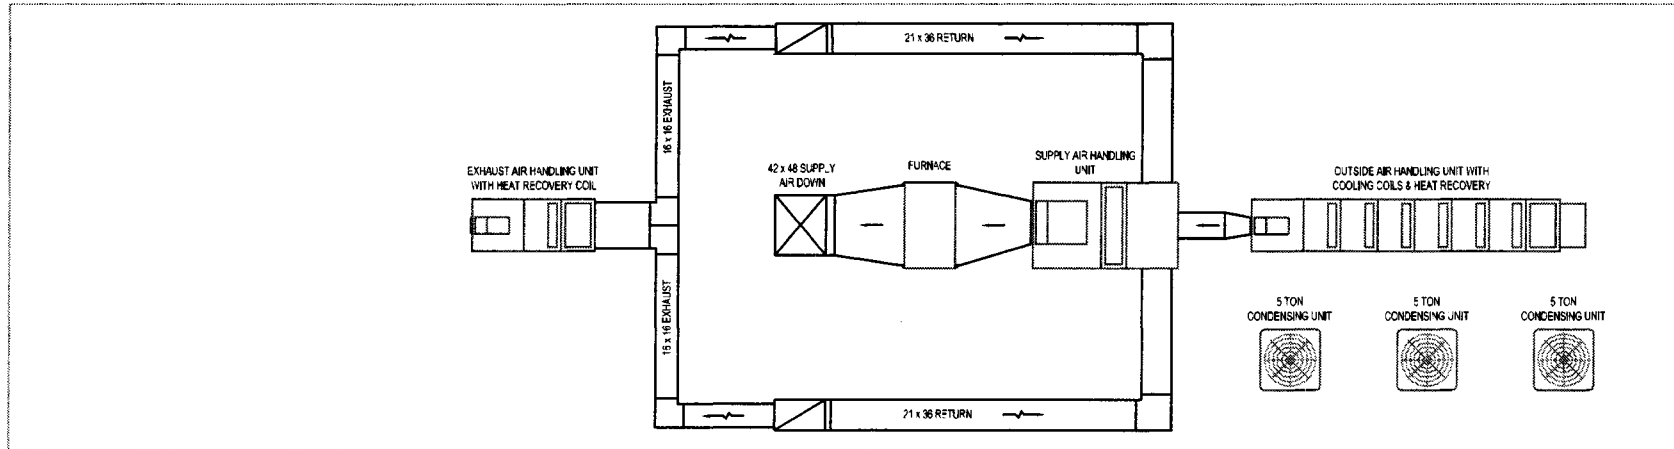 21 x 36 RETURN
16 x 16 EXHAUST
EXHAUST AIR HANDLING UNIT
WITH HEAT RECOVERY COIL
42 x 48 SUPPLY
AIR DOWN
FURNACE
SUPPLY AIR HANDLING
UNIT
OUTSIDE AIR HANDLING UNIT WITH
COOLING COILS & HEAT RECOVERY
16 x 16 EXHAUST
5 TON
CONDENSING UNIT
5 TON
CONDENSING UNIT
5 TON
CONDENSING UNIT
21 x 36 RETURN